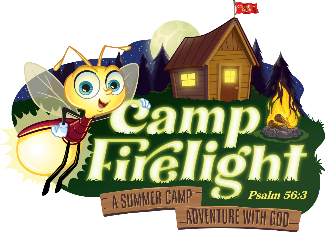 Camp
Firelight
Psalm 56:3
A SUMMER CAMP
ADVENTURE WITH GOD